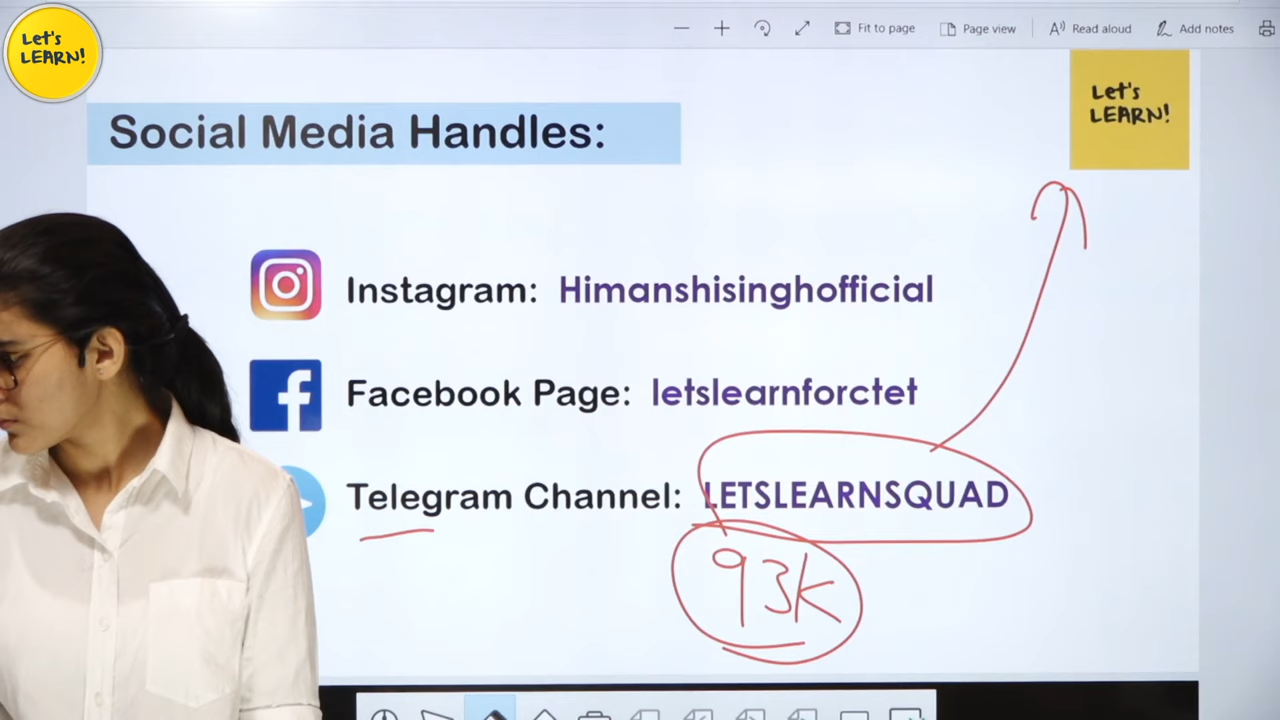 Let's
LEARN!
Fit to page
Page view
Read aloud
Add notes
Let's
LEARN!
Social Media Handles:
Instagram: Himanshisinghofficial
Facebook Page: letslearnforctet
Telegram Channel: LETSLEARNSQUAD
93K